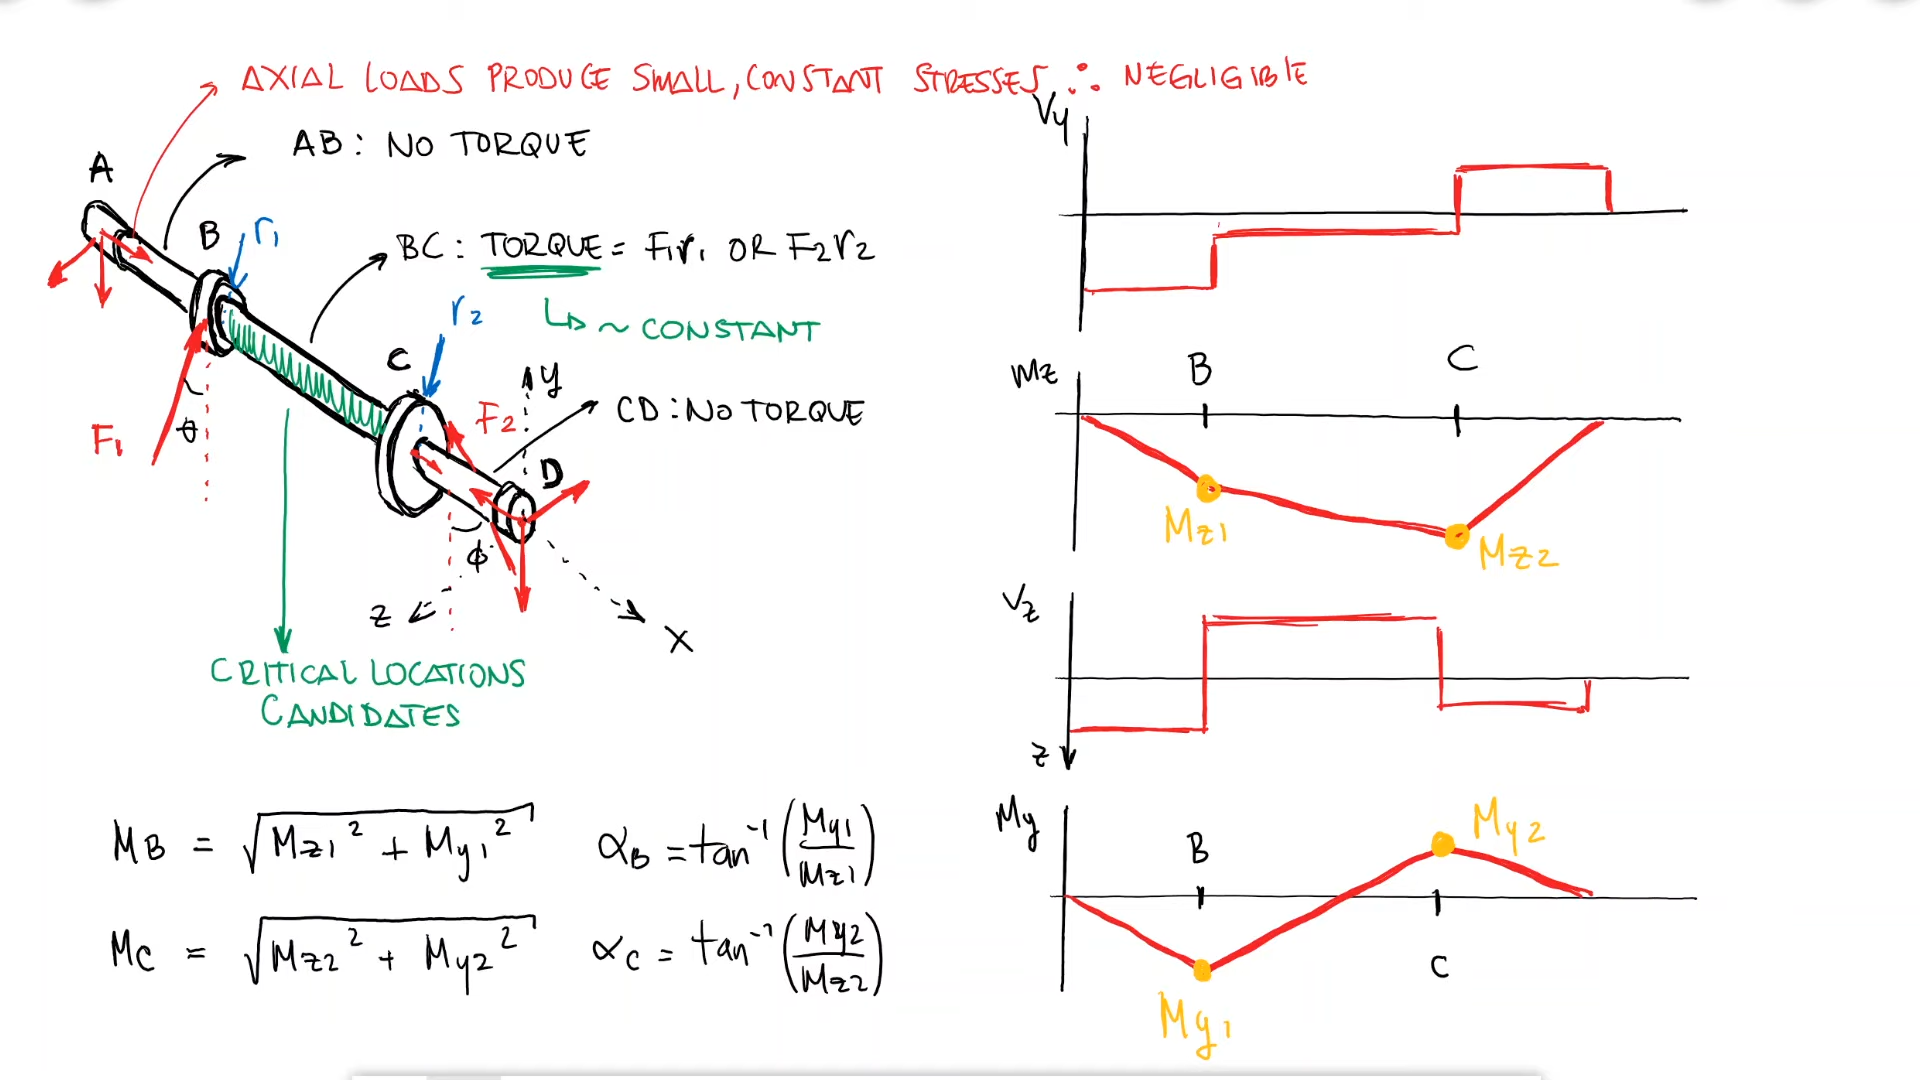 AXIAL LOADS PRODUCE SMALL, CONSTANT STRESSES ∴ NEGLIGIBLE
AB: NO TORQUE
A
B
r1
BC: TORQUE = F1r1 OR F2r2
↳ ~ CONSTANT
r2
C
F2
y
CD: NO TORQUE
D
F1
θ
ϕ
z
x
CRITICAL LOCATIONS
CANDIDATES
MB = √(Mz1² + My1²)
αB = tan⁻¹(My1/Mz1)
MC = √(Mz2² + My2²)
αC = tan⁻¹(My2/Mz2)
Vy
Mz
B
C
Mz1
Mz2
Vz
z
My
B
My2
C
My1